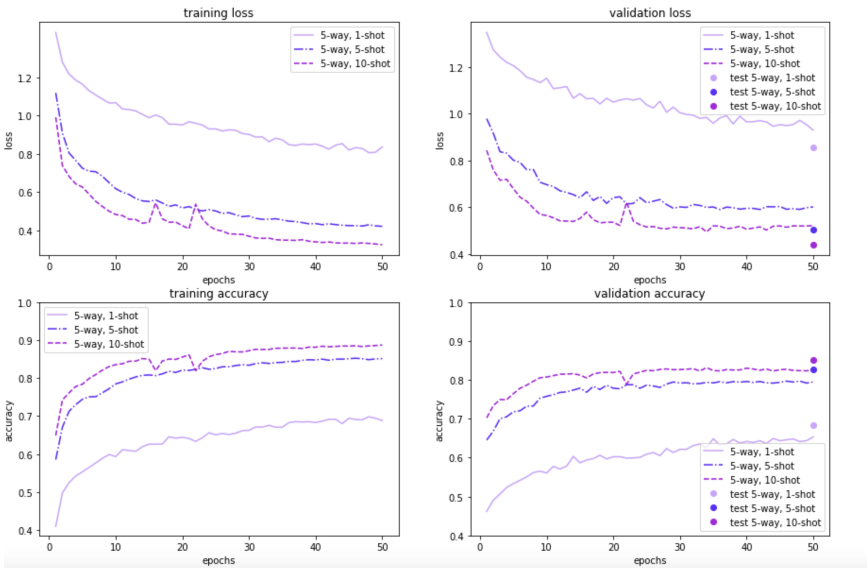 training loss
5-way, 1-shot
5-way, 5-shot
5-way, 10-shot
1.2
1.0
0.8
0.6
0.4
loss
0 10 20 30 40 50
epochs
validation loss
5-way, 1-shot
5-way, 5-shot
5-way, 10-shot
test 5-way, 1-shot
test 5-way, 5-shot
test 5-way, 10-shot
1.2
1.0
0.8
0.6
0.4
loss
0 10 20 30 40 50
epochs
training accuracy
5-way, 1-shot
5-way, 5-shot
5-way, 10-shot
1.0
0.9
0.8
0.7
0.6
0.5
0.4
accuracy
0 10 20 30 40 50
epochs
validation accuracy
1.0
0.9
0.8
0.7
0.6
0.5
0.4
accuracy
5-way, 1-shot
5-way, 5-shot
5-way, 10-shot
test 5-way, 1-shot
test 5-way, 5-shot
test 5-way, 10-shot
0 10 20 30 40 50
epochs